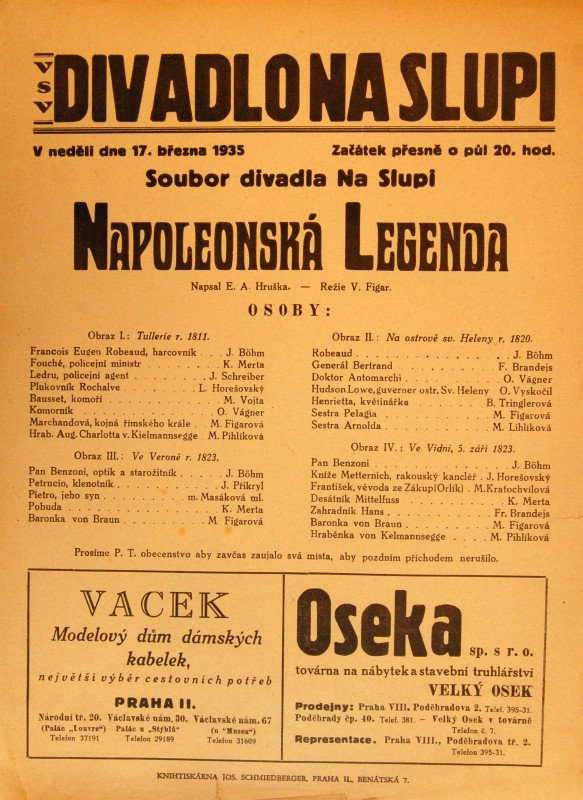 VSV
DIVADLO NA SLUPI
V neděli dne 17. března 1935 Začátek přesně o půl 20. hod.
Soubor divadla Na Slupi
NAPOLEONSKÁ LEGENDA
Napsal E. A. Hruška. — Režie V. Figar.
OSOBY:
Obraz I.: Tullerie r. 1811.
Francois Eugen Robeaud, harcovník . . . J. Böhm
Fouché, policejní ministr . . . K. Merta
Ledru, policejní agent . . . J. Schreiber
Plukovník Rochalve . . . L. Horešovský
Bausset, komoří . . . M. Vojta
Komorník . . . O. Vágner
Marchandová, kojná římského krále . M. Figarová
Hrab. Aug. Charlotta v. Kielmannsegge M. Pihlíková
Obraz II.: Na ostrově sv. Heleny r. 1820.
Robeaud . . . J. Böhm
Generál Bertrand . . . F. Brandejs
Doktor Antomarchi . . . O. Vágner
Hudson Lowe, guverner ostr. Sv. Heleny O. Vyskočil
Henrietta, květinářka . . . B. Tringlerová
Sestra Pelagia . . . M. Figarová
Sestra Arnolda . . . M. Lihlíková
Obraz III.: Ve Veroně r. 1823.
Pan Benzoni, optik a starožitník . . . J. Böhm
Petrucio, klenotník . . . J. Přikryl
Pietro, jeho syn . . . m. Masáková ml.
Pobuda . . . K. Merta
Baronka von Braun . . . M. Figarová
Obraz IV.: Ve Vídni, 5. září 1823.
Pan Benzoni . . . J. Böhm
Kníže Metternich, rakouský kancléř . J. Horešovský
František, vévoda ze Zákup (Orlík) . M. Kratochvílová
Desátník Mittelfuss . . . K. Merta
Zahradník Hans . . . Fr. Brandejs
Baronka von Braun . . . M. Figarová
Hraběnka von Kelmannsegge . . . M. Pihlíková
Prosíme P. T. obecenstvo aby zavčas zaujalo svá místa, aby pozdním příchodem nerušilo.
VACEK
Modelový dům dámských
kabelek,
největší výběr cestovních potřeb
PRAHA II.
Národní tř. 20. Václavské nám. 30. Václavské nám. 67
(Palác „Louvre") Palác u „Stýblů" (u "Musea")
Telefon 37191 Telefon 29189 Telefon 31609
Oseka sp. s r. o.
továrna na nábytek a stavební truhlářství
VELKÝ OSEK
Prodejny: Praha VIII. Poděbradova 2. Telef. 395-31.
Poděbrady čp. 40. Telef. 381. – Velký Osek v továrně
Telefon č. 7.
Representace. Praha VIII., Poděbradova tř. 2.
Telefon 395-31.
KNIHTISKÁRNA JOS. SCHMIEDBERGER, PRAHA II., BENÁTSKÁ 7.